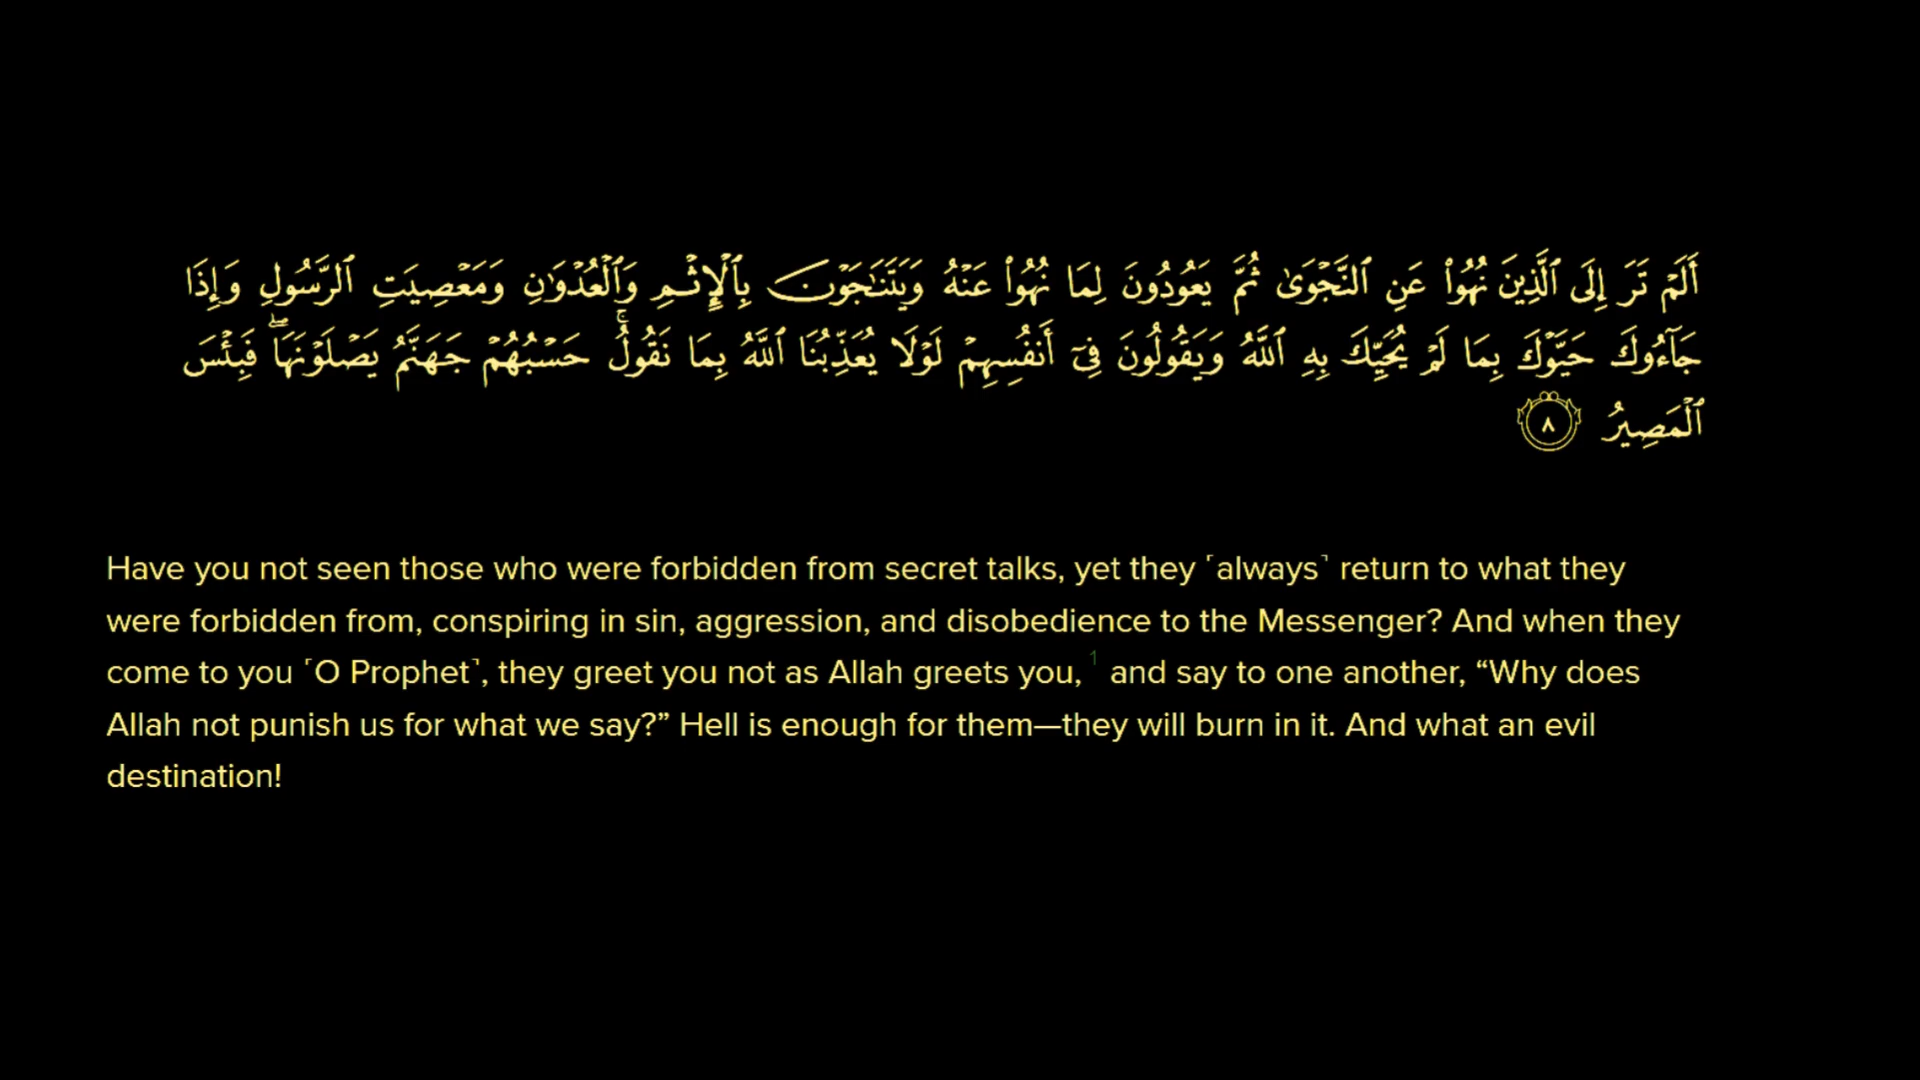 أَلَمْ تَرَ إِلَى ٱلَّذِينَ نُهُوا۟ عَنِ ٱلنَّجْوَىٰ ثُمَّ يَعُودُونَ لِمَا نُهُوا۟ عَنْهُ وَيَتَنَـٰجَوْنَ بِٱلْإِثْمِ وَٱلْعُدْوَٰنِ وَمَعْصِيَتِ ٱلرَّسُولِ وَإِذَا
جَآءُوكَ حَيَّوْكَ بِمَا لَمْ يُحَيِّكَ بِهِ ٱللَّهُ وَيَقُولُونَ فِىٓ أَنفُسِهِمْ لَوْلَا يُعَذِّبُنَا ٱللَّهُ بِمَا نَقُولُ ۚ حَسْبُهُمْ جَهَنَّمُ يَصْلَوْنَهَا ۖ فَبِئْسَ
ٱلْمَصِيرُ ٨
Have you not seen those who were forbidden from secret talks, yet they ˹always˺ return to what they
were forbidden from, conspiring in sin, aggression, and disobedience to the Messenger? And when they
come to you ˹O Prophet˺, they greet you not as Allah greets you,¹ and say to one another, “Why does
Allah not punish us for what we say?” Hell is enough for them—they will burn in it. And what an evil
destination!